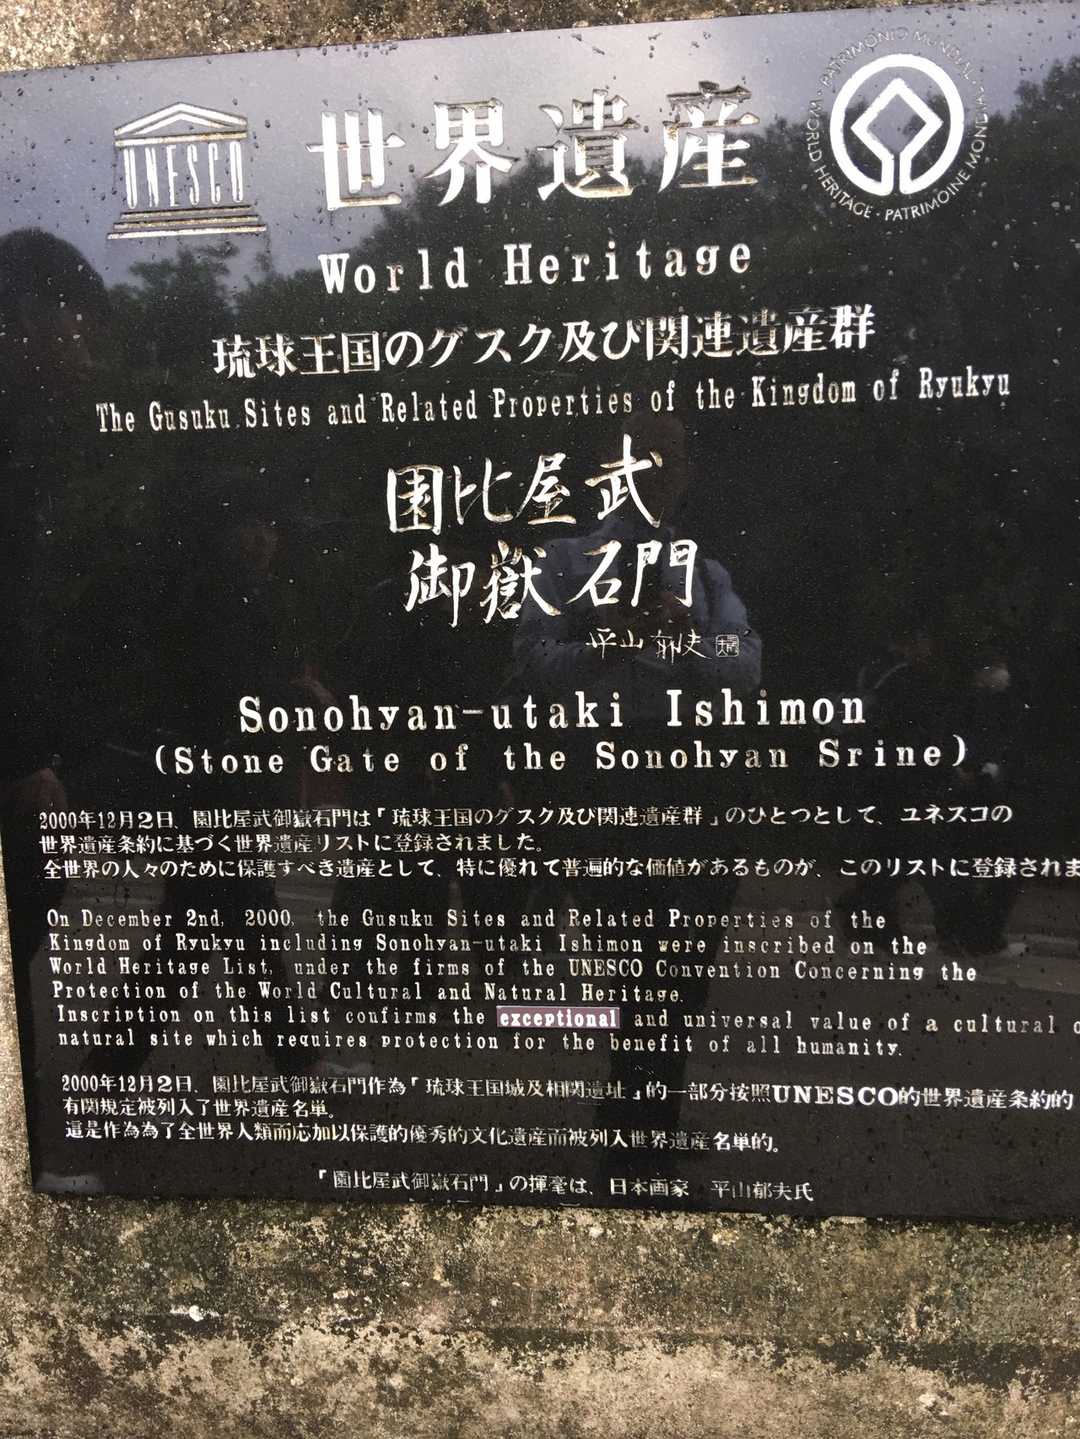 UNESCO
世界遺産
WORLD HERITAGE · PATRIMOINE MONDIAL · PATRIMONIO MUNDIAL
World Heritage
琉球王国のグスク及び関連遺産群
The Gusuku Sites and Related Properties of the Kingdom of Ryukyu
園比屋武
御嶽石門
平山郁夫
Sonohyan-utaki Ishimon
(Stone Gate of the Sonohyan Srine)
2000年12月2日、園比屋武御嶽石門は「琉球王国のグスク及び関連遺産群」のひとつとして、ユネスコの
世界遺産条約に基づく世界遺産リストに登録されました。
全世界の人々のために保護すべき遺産として、特に優れて普遍的な価値があるものが、このリストに登録されま
On December 2nd, 2000, the Gusuku Sites and Related Properties of the
Kingdom of Ryukyu including Sonohyan-utaki Ishimon were inscribed on the
World Heritage List, under the firms of the UNESCO Convention Concerning the
Protection of the World Cultural and Natural Heritage.
Inscription on this list confirms the exceptional and universal value of a cultural o
natural site which requires protection for the benefit of all humanity.
2000年12月2日、園比屋武御嶽石門作為「琉球王国城及相関遺址」的一部分按照UNESCO的世界遺産条約的
有関規定被列入了世界遺産名単。
這是作為為了全世界人類而応加以保護的優秀的文化遺産而被列入世界遺産名単的。
「園比屋武御嶽石門」の揮毫は、日本画家 平山郁夫氏